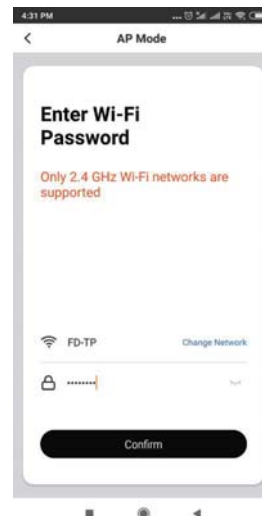 4:31 PM
AP Mode
Enter Wi-Fi
Password
Only 2.4 GHz Wi-Fi networks are
supported
FD-TP
Change Network
Confirm